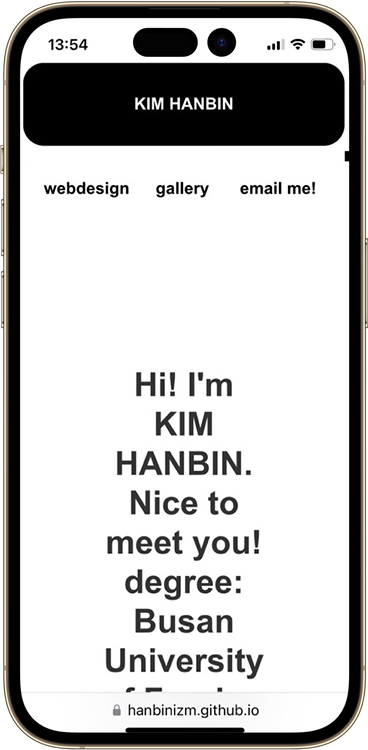 13:54
KIM HANBIN
webdesign gallery email me!
Hi! I'm
KIM
HANBIN.
Nice to
meet you!
degree:
Busan
University
hanbinizm.github.io